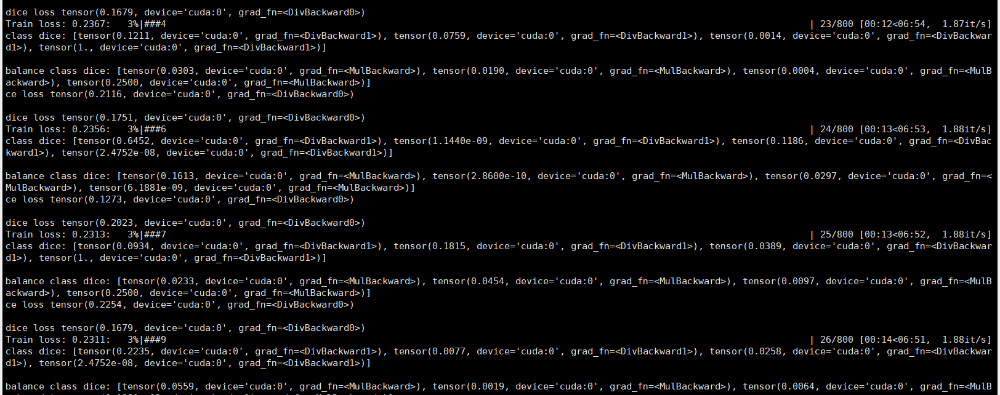 dice loss tensor(0.1679, device='cuda:0', grad_fn=<DivBackward0>)
Train loss: 0.2367:   3%|###4                                                                                                                    | 23/800 [00:12<06:54,  1.87it/s]
class dice: [tensor(0.1211, device='cuda:0', grad_fn=<DivBackward1>), tensor(0.0759, device='cuda:0', grad_fn=<DivBackward1>), tensor(0.0014, device='cuda:0', grad_fn=<DivBackwar
d1>), tensor(1., device='cuda:0', grad_fn=<DivBackward1>)]
balance class dice: [tensor(0.0303, device='cuda:0', grad_fn=<MulBackward>), tensor(0.0190, device='cuda:0', grad_fn=<MulBackward>), tensor(0.0004, device='cuda:0', grad_fn=<MulB
ackward>), tensor(0.2500, device='cuda:0', grad_fn=<MulBackward>)]
ce loss tensor(0.2116, device='cuda:0', grad_fn=<DivBackward0>)
dice loss tensor(0.1751, device='cuda:0', grad_fn=<DivBackward0>)
Train loss: 0.2356:   3%|###6                                                                                                                    | 24/800 [00:13<06:53,  1.88it/s]
class dice: [tensor(0.6452, device='cuda:0', grad_fn=<DivBackward1>), tensor(1.1440e-09, device='cuda:0', grad_fn=<DivBackward1>), tensor(0.1186, device='cuda:0', grad_fn=<DivBac
kward1>), tensor(2.4752e-08, device='cuda:0', grad_fn=<DivBackward1>)]
balance class dice: [tensor(0.1613, device='cuda:0', grad_fn=<MulBackward>), tensor(2.8600e-10, device='cuda:0', grad_fn=<MulBackward>), tensor(0.0297, device='cuda:0', grad_fn=<
MulBackward>), tensor(6.1881e-09, device='cuda:0', grad_fn=<MulBackward>)]
ce loss tensor(0.1273, device='cuda:0', grad_fn=<DivBackward0>)
dice loss tensor(0.2023, device='cuda:0', grad_fn=<DivBackward0>)
Train loss: 0.2313:   3%|###7                                                                                                                    | 25/800 [00:13<06:52,  1.88it/s]
class dice: [tensor(0.0934, device='cuda:0', grad_fn=<DivBackward1>), tensor(0.1815, device='cuda:0', grad_fn=<DivBackward1>), tensor(0.0389, device='cuda:0', grad_fn=<DivBackwar
d1>), tensor(1., device='cuda:0', grad_fn=<DivBackward1>)]
balance class dice: [tensor(0.0233, device='cuda:0', grad_fn=<MulBackward>), tensor(0.0454, device='cuda:0', grad_fn=<MulBackward>), tensor(0.0097, device='cuda:0', grad_fn=<MulB
ackward>), tensor(0.2500, device='cuda:0', grad_fn=<MulBackward>)]
ce loss tensor(0.2254, device='cuda:0', grad_fn=<DivBackward0>)
dice loss tensor(0.1679, device='cuda:0', grad_fn=<DivBackward0>)
Train loss: 0.2311:   3%|###9                                                                                                                    | 26/800 [00:14<06:51,  1.88it/s]
class dice: [tensor(0.2235, device='cuda:0', grad_fn=<DivBackward1>), tensor(0.0077, device='cuda:0', grad_fn=<DivBackward1>), tensor(0.0258, device='cuda:0', grad_fn=<DivBackwar
d1>), tensor(2.4752e-08, device='cuda:0', grad_fn=<DivBackward1>)]
balance class dice: [tensor(0.0559, device='cuda:0', grad_fn=<MulBackward>), tensor(0.0019, device='cuda:0', grad_fn=<MulBackward>), tensor(0.0064, device='cuda:0', grad_fn=<MulB